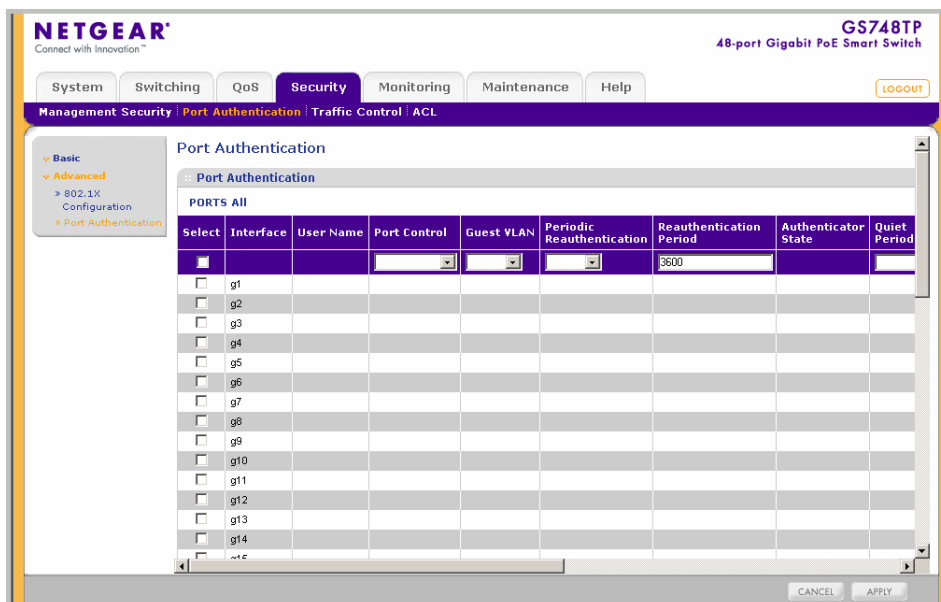 NETGEAR®
Connect with Innovation™
GS748TP
48-port Gigabit PoE Smart Switch
System Switching QoS Security Monitoring Maintenance Help
LOGOUT
Management Security Port Authentication Traffic Control ACL
Basic
Advanced
» 802.1X Configuration
» Port Authentication
Port Authentication
:: Port Authentication
PORTS All
Select Interface User Name Port Control Guest VLAN Periodic Reauthentication Reauthentication Period Authenticator State Quiet Period
3600
g1
g2
g3
g4
g5
g6
g7
g8
g9
g10
g11
g12
g13
g14
g15
CANCEL APPLY